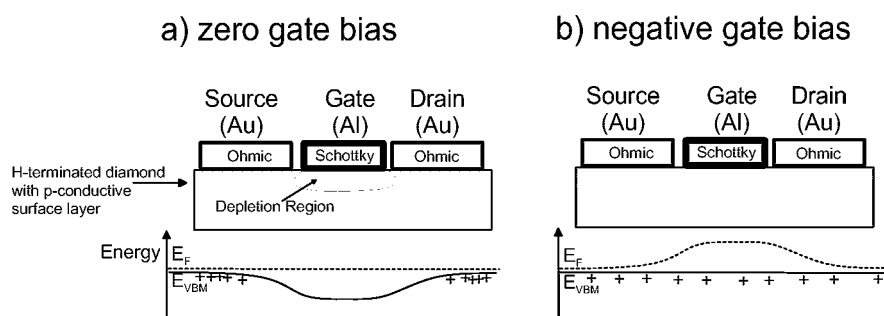 a) zero gate bias
Source
(Au)
Gate
(Al)
Drain
(Au)
Ohmic
Schottky
Ohmic
H-terminated diamond
with p-conductive
surface layer
Depletion Region
Energy
E_F
E_VBM
+++++ +++++
b) negative gate bias
Source
(Au)
Gate
(Al)
Drain
(Au)
Ohmic
Schottky
Ohmic
E_F
E_VBM
+ + + + + + + + + + +